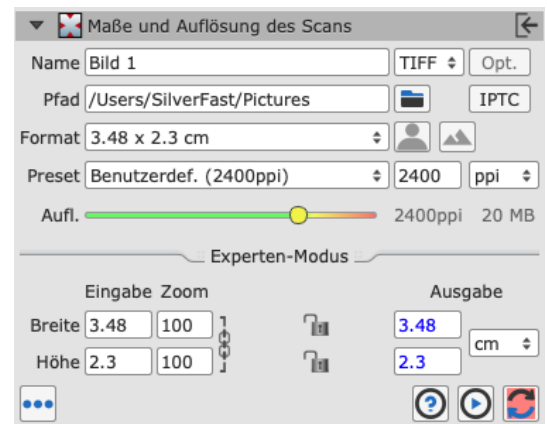 Maße und Auflösung des Scans
Name Bild 1 TIFF Opt.
Pfad /Users/SilverFast/Pictures IPTC
Format 3.48 x 2.3 cm
Preset Benutzerdef. (2400ppi) 2400 ppi
Aufl. 2400ppi 20 MB
Experten-Modus
Eingabe Zoom Ausgabe
Breite 3.48 100 3.48
cm
Höhe 2.3 100 2.3